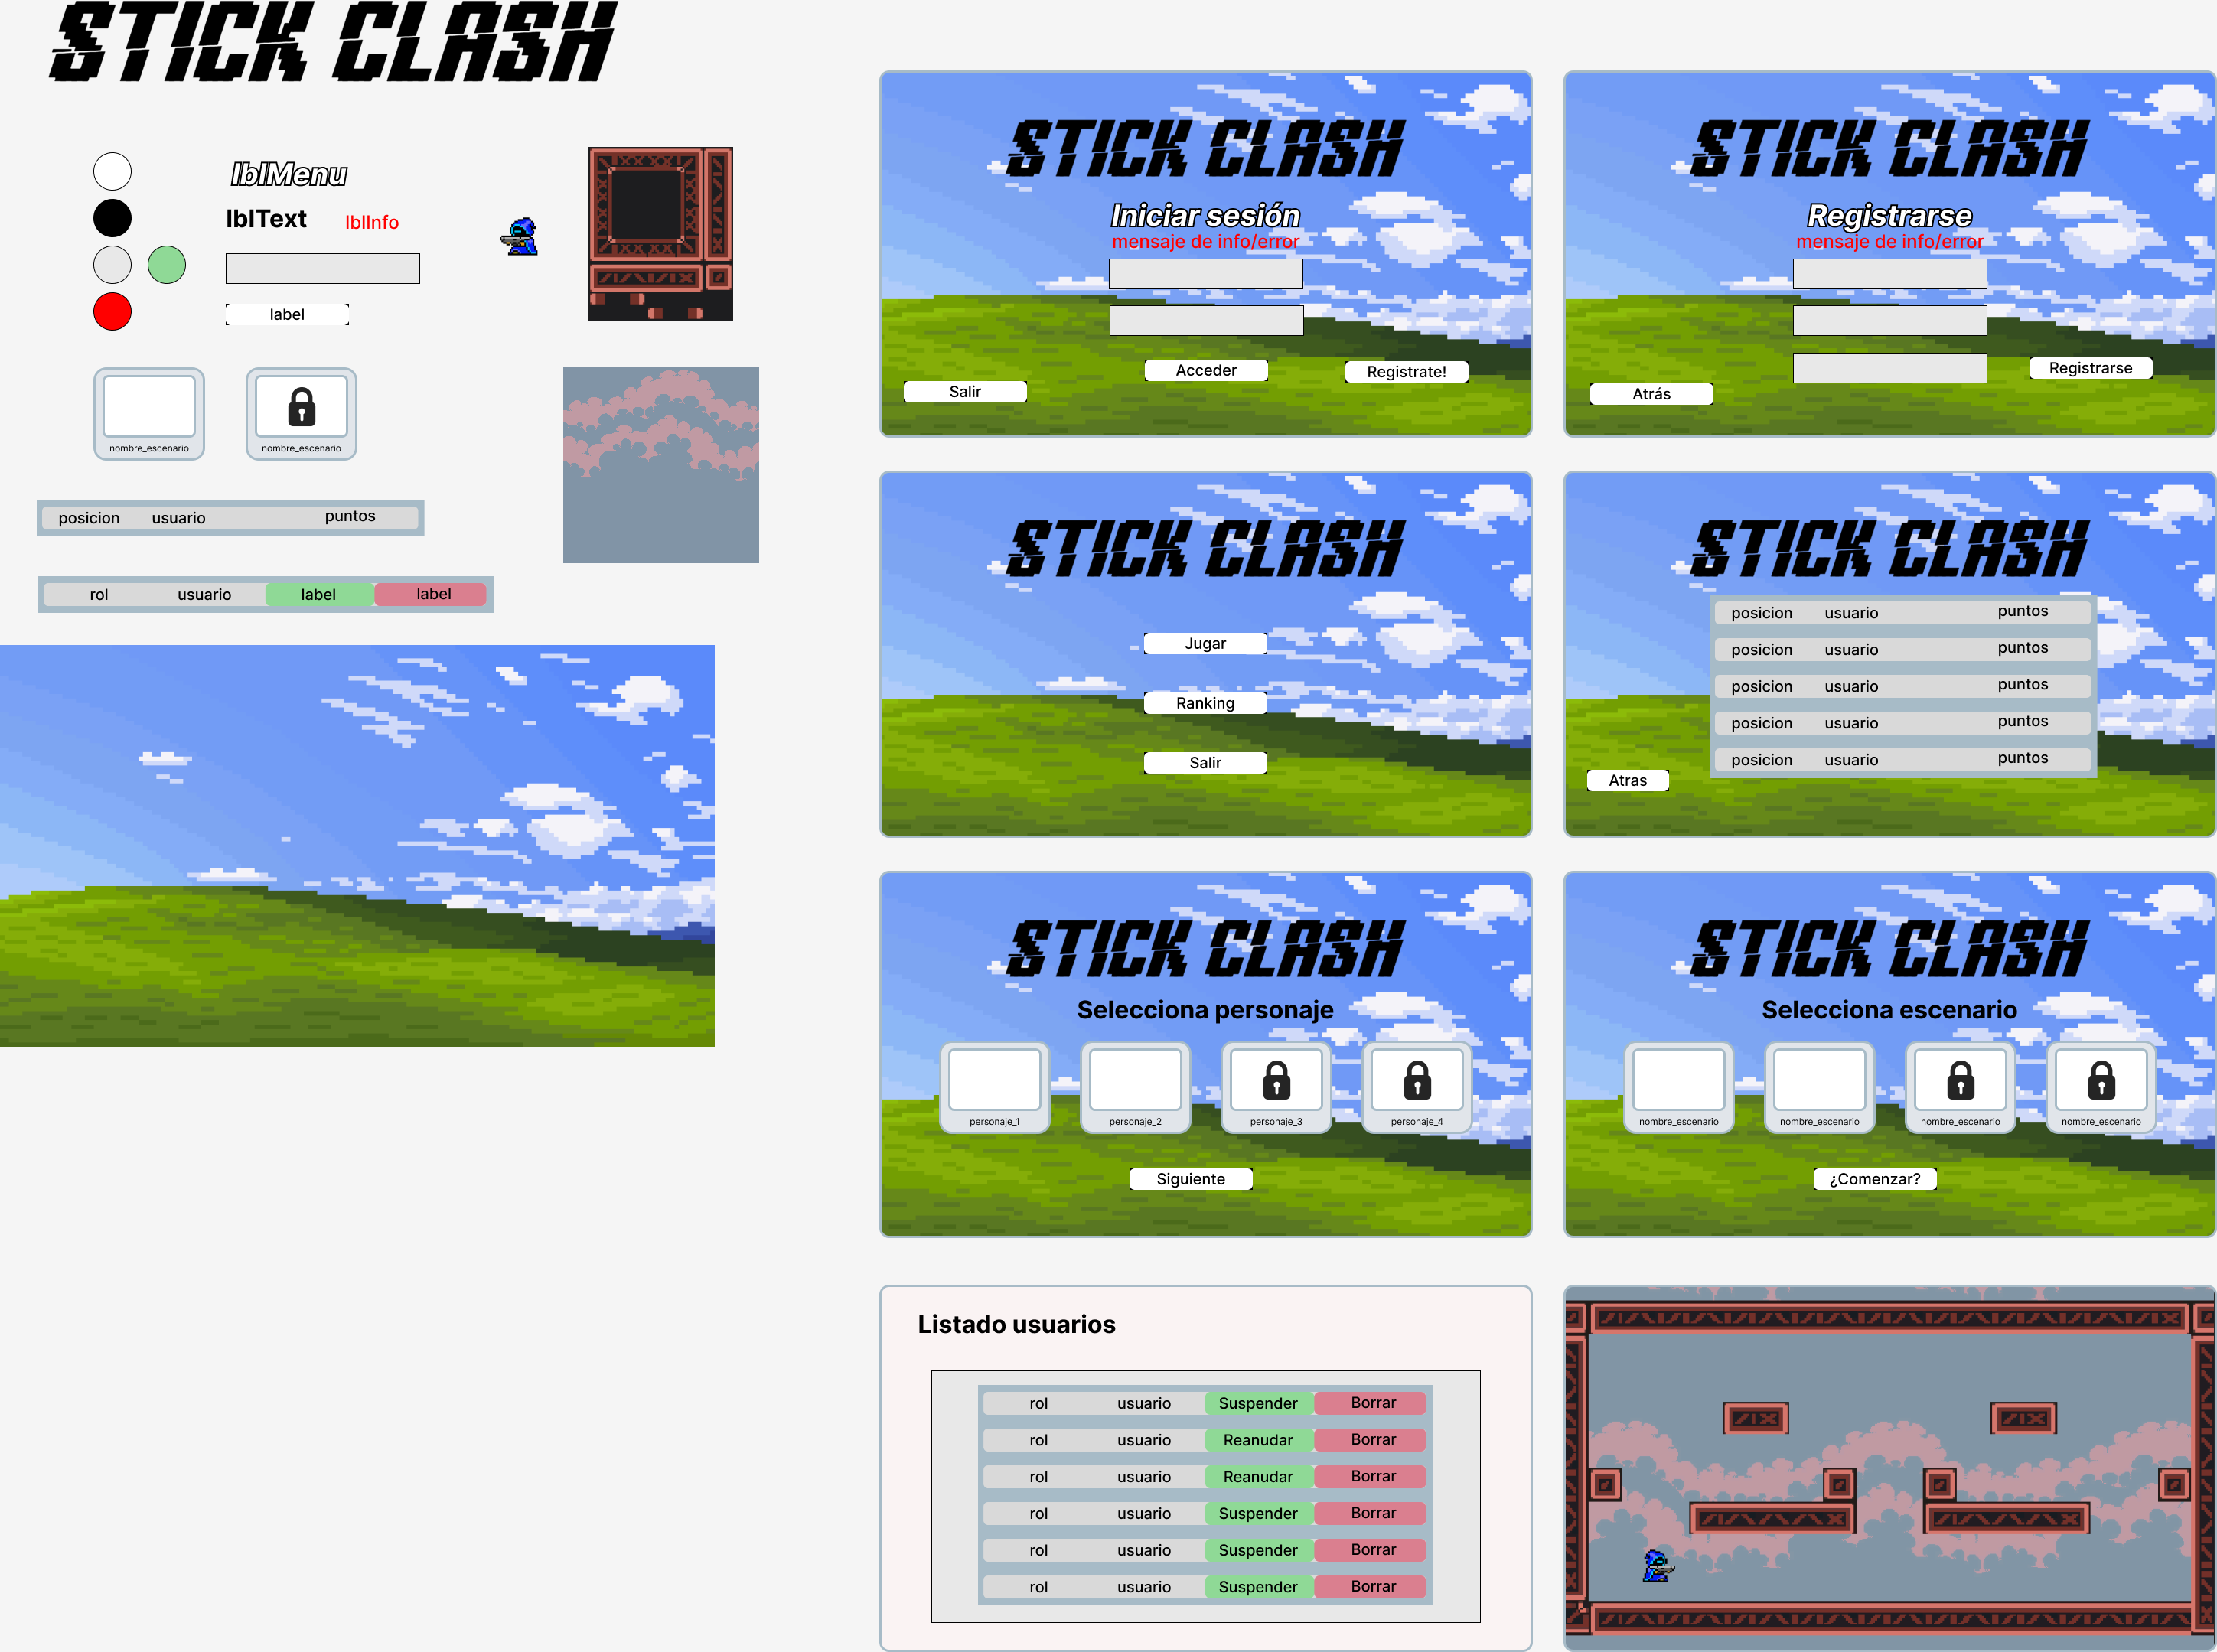 STICK CLASH
lblMenu
lblText lblInfo
label
nombre_escenario nombre_escenario
posicion usuario puntos
rol usuario label label
STICK CLASH
Iniciar sesión
mensaje de info/error
Acceder Registrate!
Salir
STICK CLASH
Registrarse
mensaje de info/error
Registrarse
Atrás
STICK CLASH
Jugar
Ranking
Salir
STICK CLASH
posicion usuario puntos
posicion usuario puntos
posicion usuario puntos
posicion usuario puntos
posicion usuario puntos
Atras
STICK CLASH
Selecciona personaje
personaje_1 personaje_2 personaje_3 personaje_4
Siguiente
STICK CLASH
Selecciona escenario
nombre_escenario nombre_escenario nombre_escenario nombre_escenario
¿Comenzar?
Listado usuarios
rol usuario Suspender Borrar
rol usuario Reanudar Borrar
rol usuario Reanudar Borrar
rol usuario Suspender Borrar
rol usuario Suspender Borrar
rol usuario Suspender Borrar